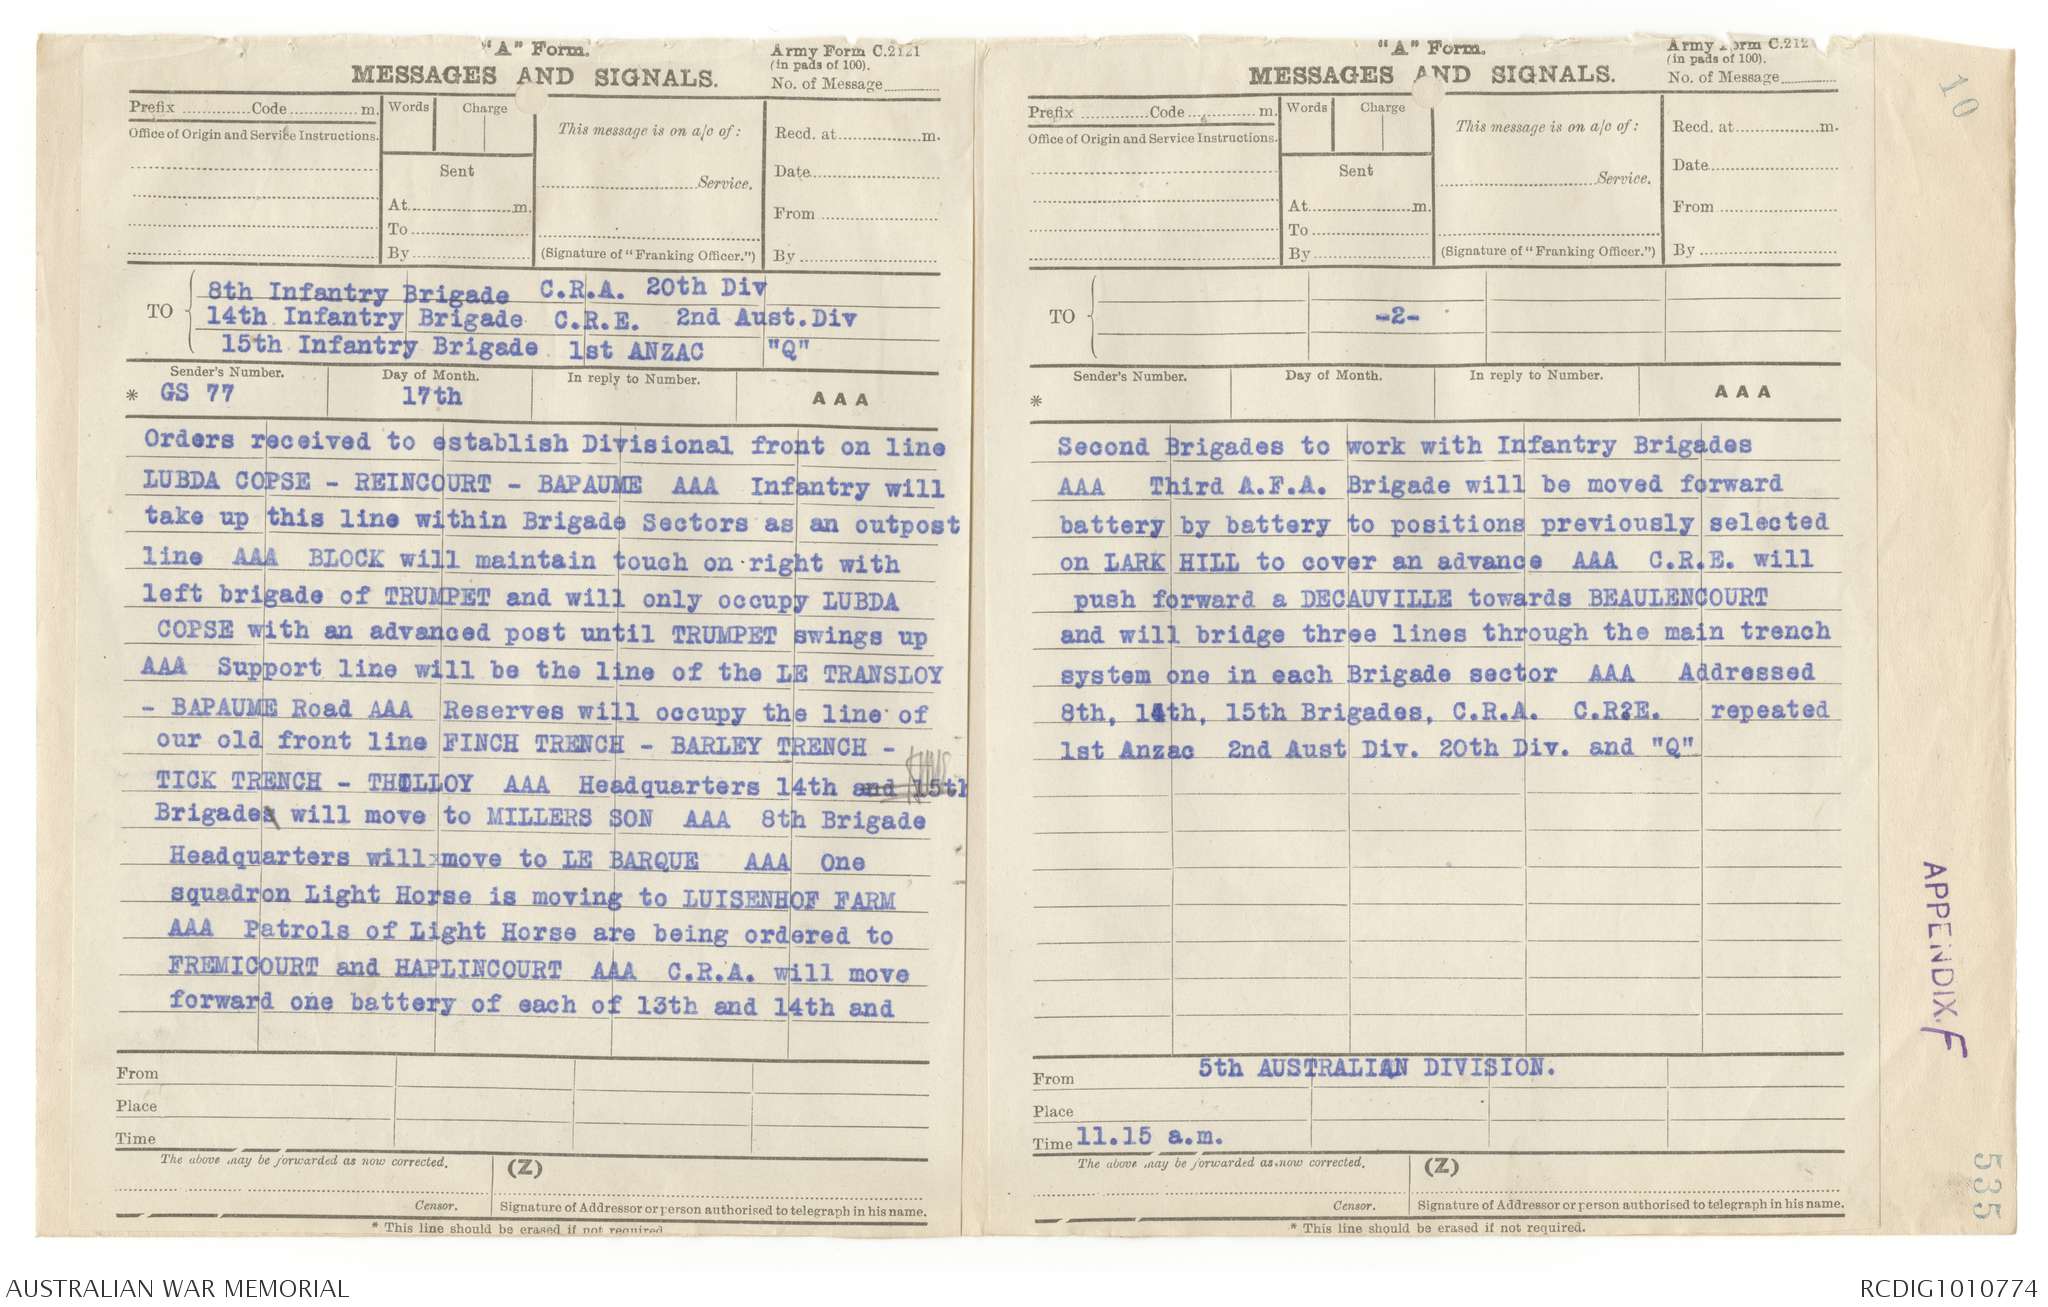 "A" Form.
MESSAGES AND SIGNALS.
Army Form C.2121
(in pads of 100).
No. of Message
Prefix Code m.
Words Charge
This message is on a/c of:
Recd. at m.
Office of Origin and Service Instructions.
Sent
Date
Service.
At m.
From
To
By
(Signature of "Franking Officer.")
By
TO
8th Infantry Brigade C.R.A. 20th Div
14th Infantry Brigade C.R.E. 2nd Aust.Div
15th Infantry Brigade 1st ANZAC "Q"
Sender's Number. Day of Month. In reply to Number.
* GS 77 17th AAA
Orders received to establish Divisional front on line
LUBDA COPSE - REINCOURT - BAPAUME AAA Infantry will
take up this line within Brigade Sectors as an outpost
line AAA BLOCK will maintain touch on right with
left brigade of TRUMPET and will only occupy LUBDA
COPSE with an advanced post until TRUMPET swings up
AAA Support line will be the line of the LE TRANSLOY
- BAPAUME Road AAA Reserves will occupy the line of
our old front line FINCH TRENCH - BARLEY TRENCH -
TICK TRENCH - THILLOY AAA Headquarters 14th and 15th
Brigades will move to MILLERS SON AAA 8th Brigade
Headquarters will move to LE BARQUE AAA One
squadron Light Horse is moving to LUISENHOF FARM
AAA Patrols of Light Horse are being ordered to
FREMICOURT and HAPLINCOURT AAA C.R.A. will move
forward one battery of each of 13th and 14th and
From
Place
Time
The above may be forwarded as now corrected. (Z)
Censor. Signature of Addressor or person authorised to telegraph in his name.
* This line should be erased if not required
"A" Form.
MESSAGES AND SIGNALS.
Army Form C.212
(in pads of 100).
No. of Message
Prefix Code m.
Words Charge
This message is on a/c of:
Recd. at m.
Office of Origin and Service Instructions.
Sent
Date
Service.
At m.
From
To
By
(Signature of "Franking Officer.")
By
TO
-2-
Sender's Number. Day of Month. In reply to Number.
* AAA
Second Brigades to work with Infantry Brigades
AAA Third A.F.A. Brigade will be moved forward
battery by battery to positions previously selected
on LARK HILL to cover an advance AAA C.R.E. will
push forward a DECAUVILLE towards BEAULENCOURT
and will bridge three lines through the main trench
system one in each Brigade sector AAA Addressed
8th, 14th, 15th Brigades, C.R.A. C.R?E. repeated
1st Anzac 2nd Aust Div. 20th Div. and "Q"
From 5th AUSTRALIAN DIVISION.
Place
Time 11.15 a.m.
The above may be forwarded as now corrected. (Z)
Censor. Signature of Addressor or person authorised to telegraph in his name.
* This line should be erased if not required.
10
APPENDIX. F
535
AUSTRALIAN WAR MEMORIAL
RCDIG1010774